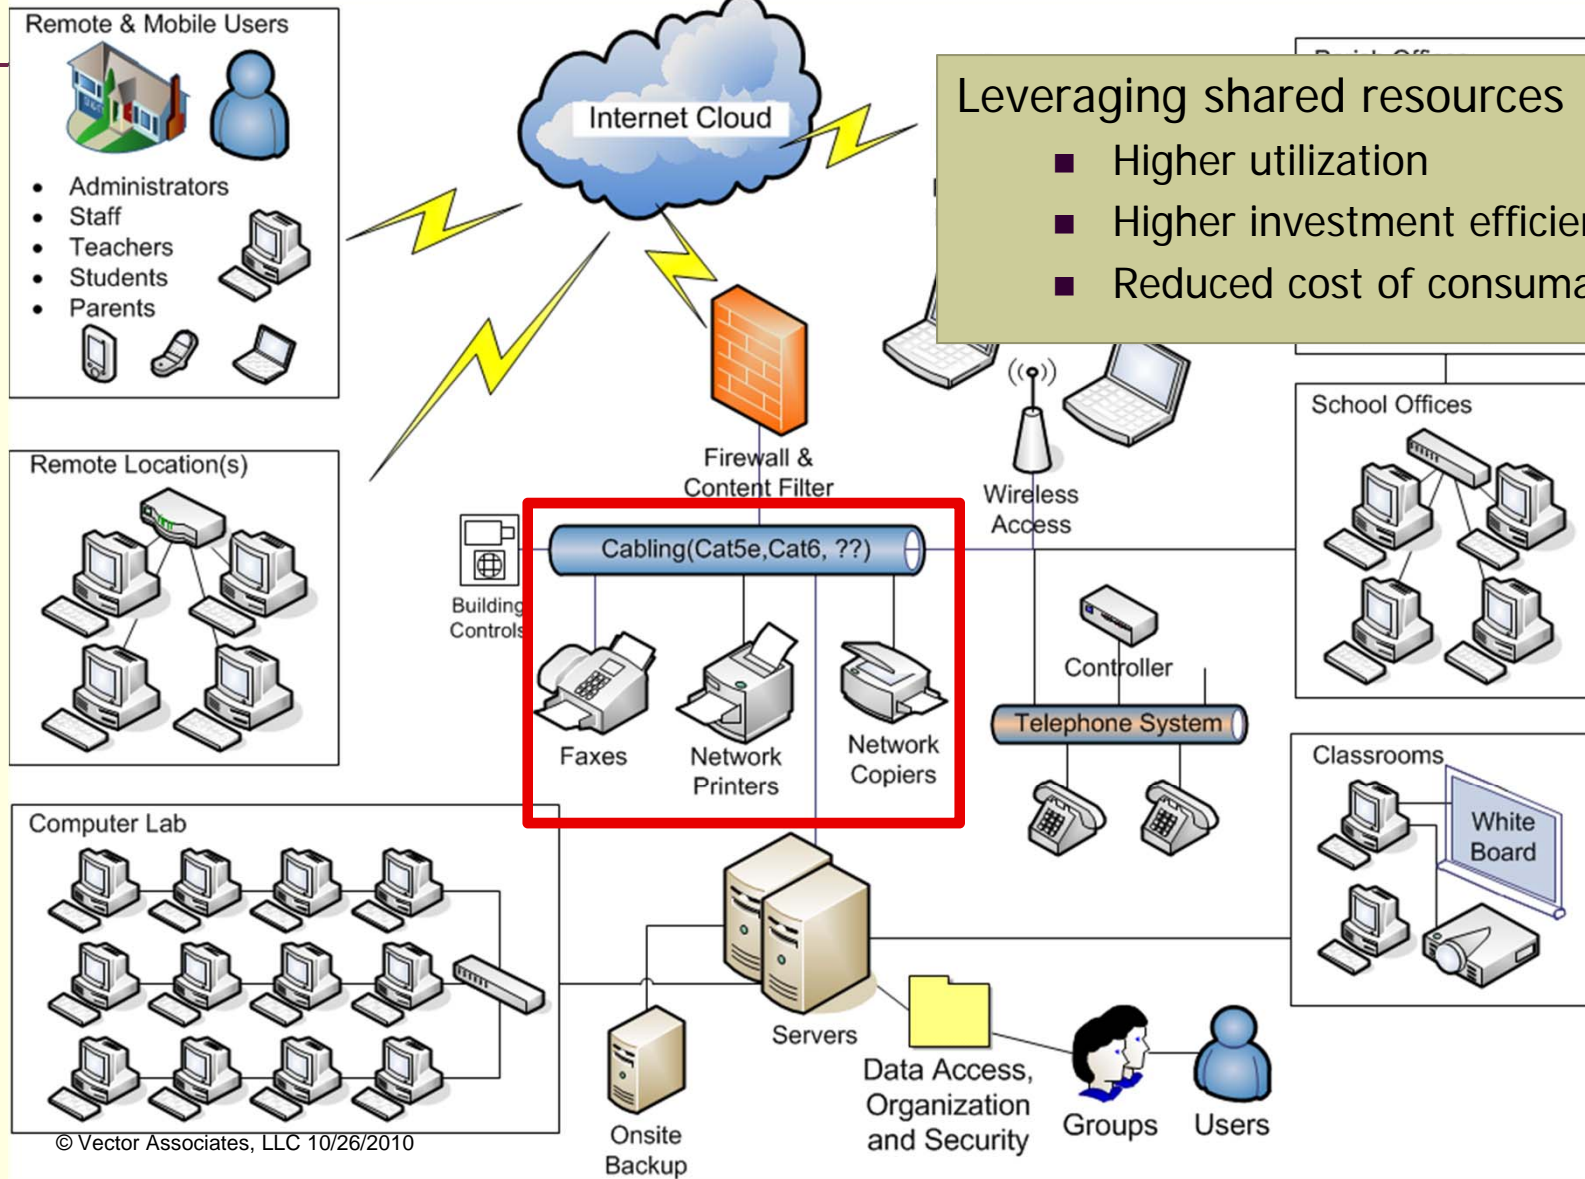 Remote & Mobile Users
Administrators
Staff
Teachers
Students
Parents
Internet Cloud
Leveraging shared resources
Higher utilization
Higher investment
Reduced cost of
Firewall &
Content Filter
Wireless
Access
School Offices
Remote Location(s)
Building
Controls
Cabling(Cat5e,Cat6, ??)
Faxes
Network
Printers
Network
Copiers
Controller
Telephone System
Classrooms
White
Board
Computer Lab
Servers
Onsite
Backup
Data Access,
Organization
and Security
Groups
Users
© Vector Associates, LLC 10/26/2010